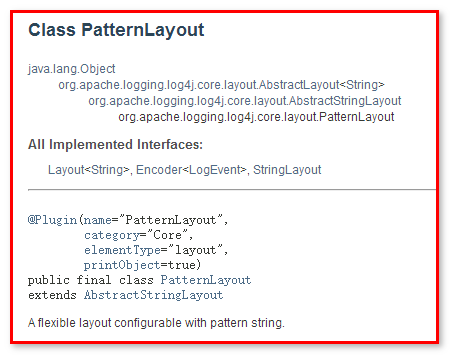 Class PatternLayout
java.lang.Object
org.apache.logging.log4j.core.layout.AbstractLayout<String>
org.apache.logging.log4j.core.layout.AbstractStringLayout
org.apache.logging.log4j.core.layout.PatternLayout
All Implemented Interfaces:
Layout<String>, Encoder<LogEvent>, StringLayout
@Plugin(name="PatternLayout",
category="Core",
elementType="layout",
printObject=true)
public final class PatternLayout
extends AbstractStringLayout
A flexible layout configurable with pattern string.